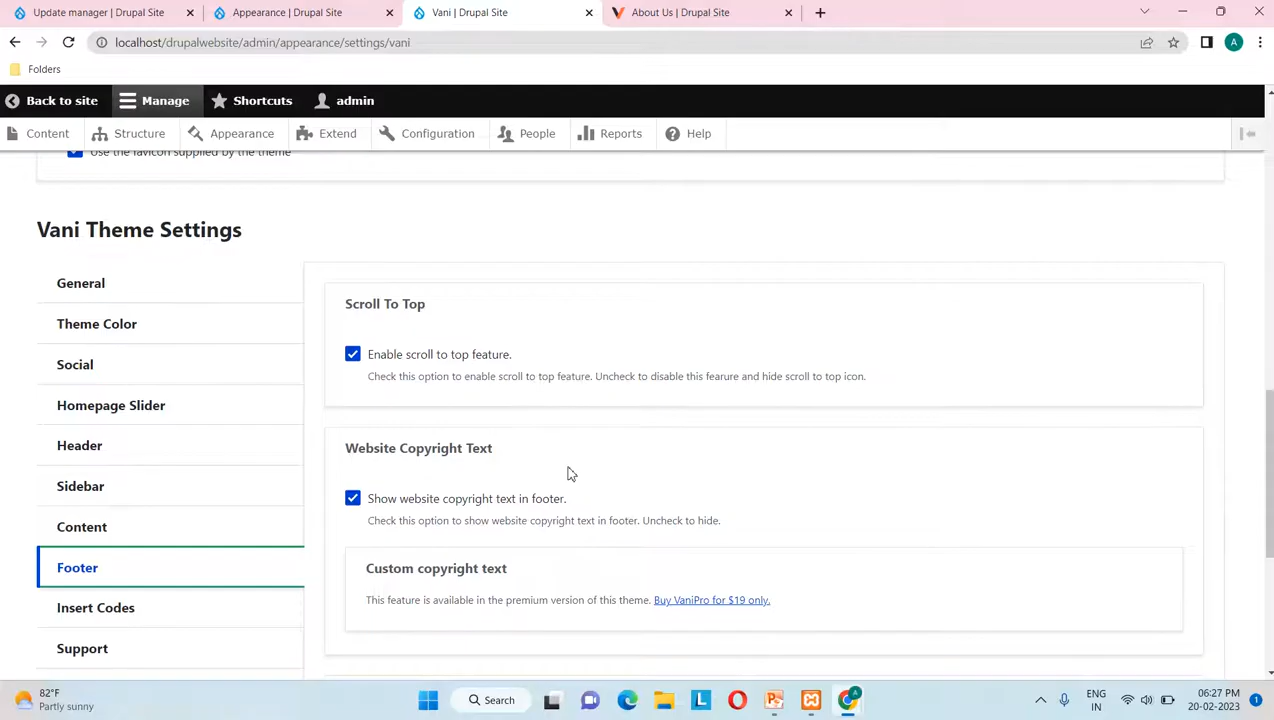 Update manager | Drupal Site
Appearance | Drupal Site
Vani | Drupal Site
About Us | Drupal Site
localhost/drupalwebsite/admin/appearance/settings/vani
A
Folders
Back to site
Manage
Shortcuts
admin
Content
Structure
Appearance
Extend
Configuration
People
Reports
Help
Use the favicon supplied by the theme
Vani Theme Settings
General
Theme Color
Social
Homepage Slider
Header
Sidebar
Content
Footer
Insert Codes
Support
Scroll To Top
Enable scroll to top feature.
Check this option to enable scroll to top feature. Uncheck to disable this fearure and hide scroll to top icon.
Website Copyright Text
Show website copyright text in footer.
Check this option to show website copyright text in footer. Uncheck to hide.
Custom copyright text
This feature is available in the premium version of this theme. Buy VaniPro for $19 only.
82°F
Partly sunny
Search
L
A
ENG
IN
06:27 PM
20-02-2023
1